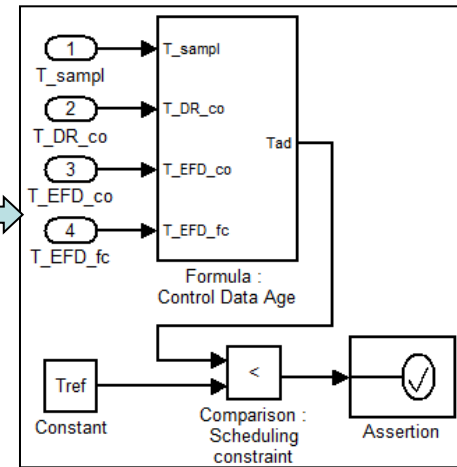 1
T_sampl
T_sampl
2
T_DR_co
T_DR_co
Tad
3
T_EFD_co
T_EFD_co
4
T_EFD_fc
T_EFD_fc
Formula :
Control Data Age
Tref
Constant
<
Comparison :
Scheduling
constraint
Assertion